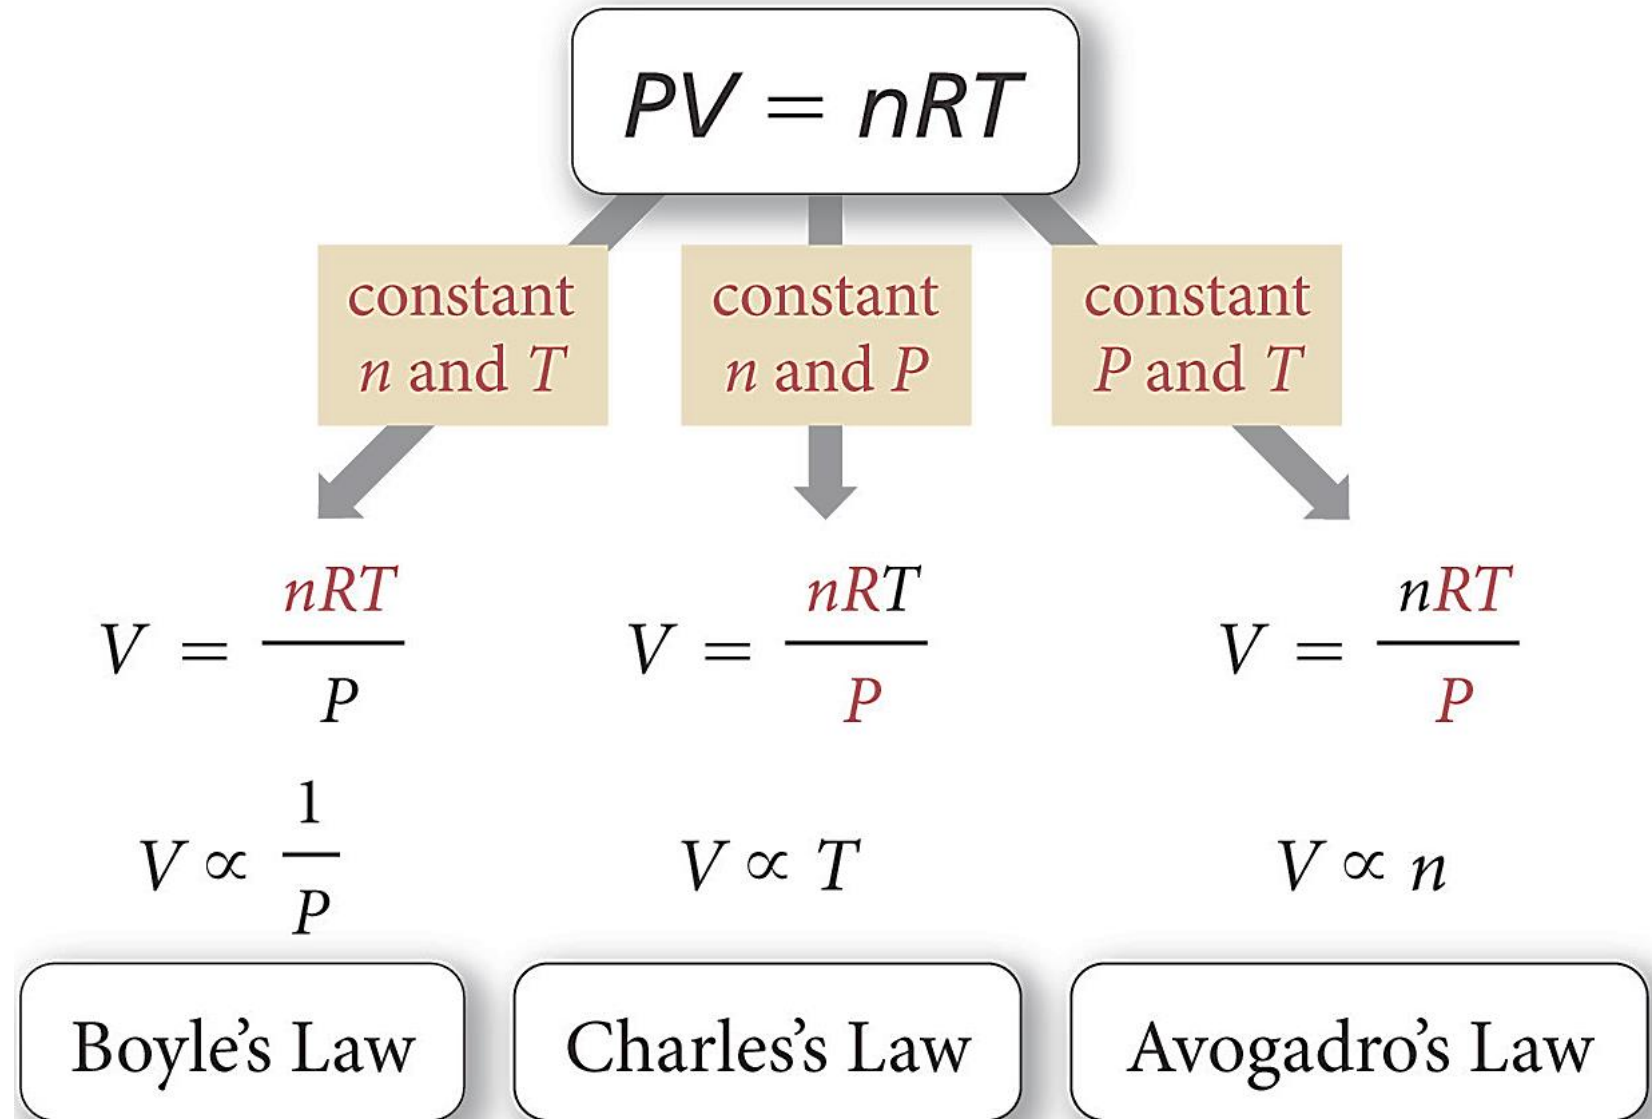 PV = nRT
constant
n and T
constant
n and P
constant
P and T
V = nRT / P
V = nRT / P
V = nRT / P
V ∝ 1 / P
V ∝ T
V ∝ n
Boyle's Law
Charles's Law
Avogadro's Law